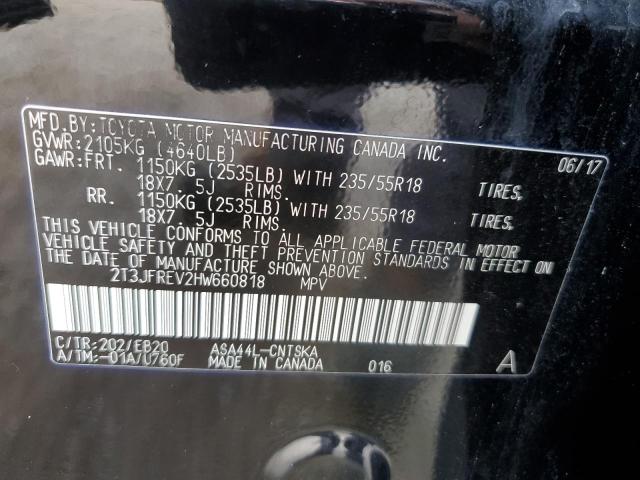 MFD.BY:TOYOTA MOTOR MANUFACTURING CANADA INC.
GVWR:2105KG (4640LB) 06/17
GAWR:FRT. 1150KG (2535LB) WITH 235/55R18 TIRES,
18X7.5J RIMS.
RR. 1150KG (2535LB) WITH 235/55R18 TIRES,
18X7.5J RIMS.
THIS VEHICLE CONFORMS TO ALL APPLICABLE FEDERAL MOTOR
VEHICLE SAFETY AND THEFT PREVENTION STANDARDS IN EFFECT ON
THE DATE OF MANUFACTURE SHOWN ABOVE.
2T3JFREV2HW660818 MPV
C/TR:202/EB20 ASA44L-CNTSKA
A/TM:-01A/U760F MADE IN CANADA 016 A